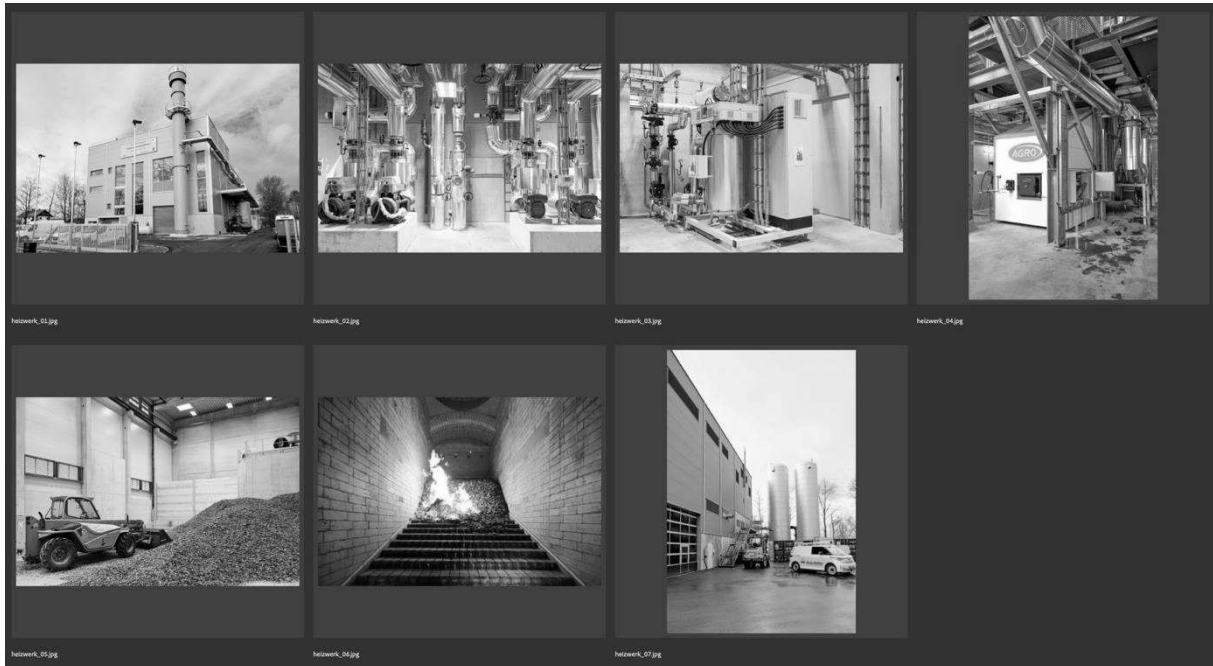 heizwerk_01.jpg
heizwerk_02.jpg
heizwerk_03.jpg
heizwerk_04.jpg
AGRO
heizwerk_05.jpg
heizwerk_06.jpg
heizwerk_07.jpg